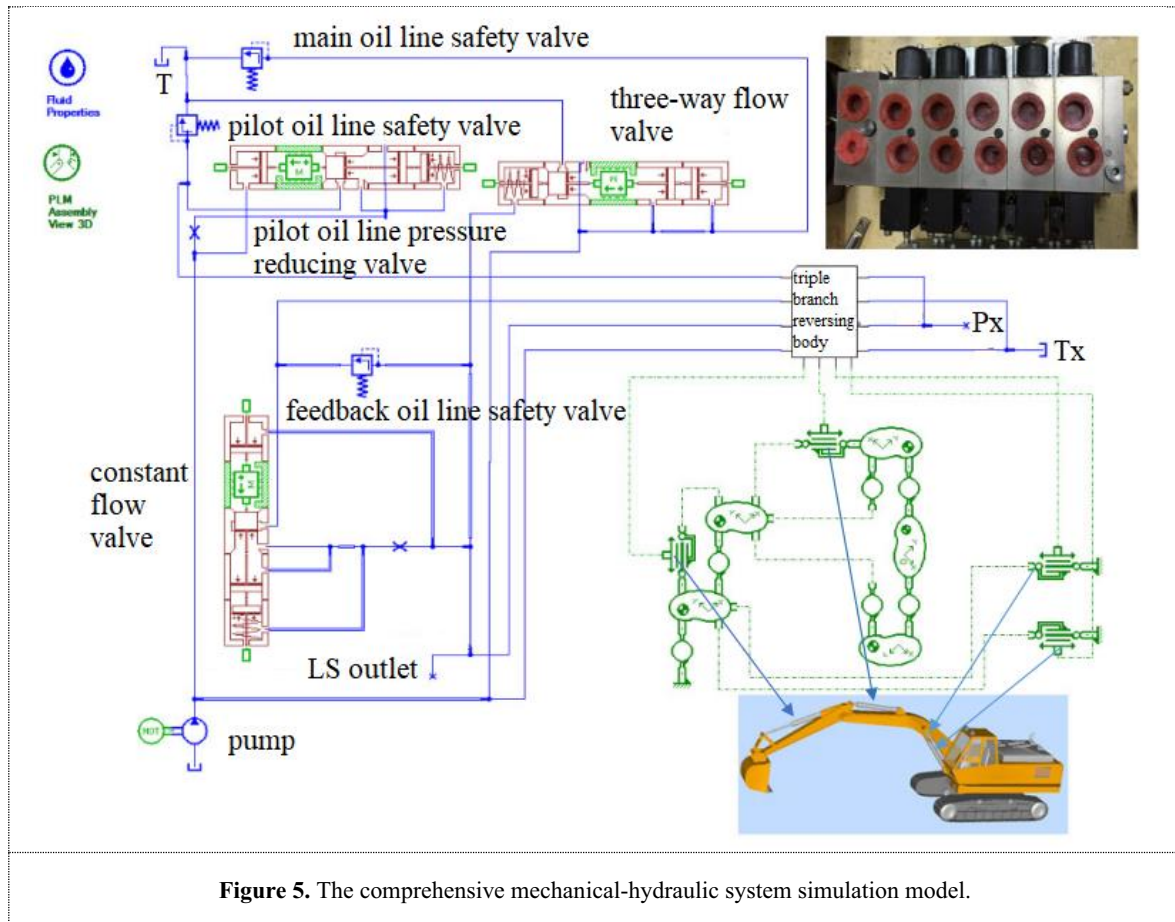 main oil line safety valve
T
Fluid
Properties
three-way flow
valve
pilot oil line safety valve
PLM
Assembly
View 3D
pilot oil line pressure
reducing valve
triple
branch
reversing
body
Px
Tx
feedback oil line safety valve
constant
flow
valve
LS outlet
MOT
pump
Figure 5. The comprehensive mechanical-hydraulic system simulation model.